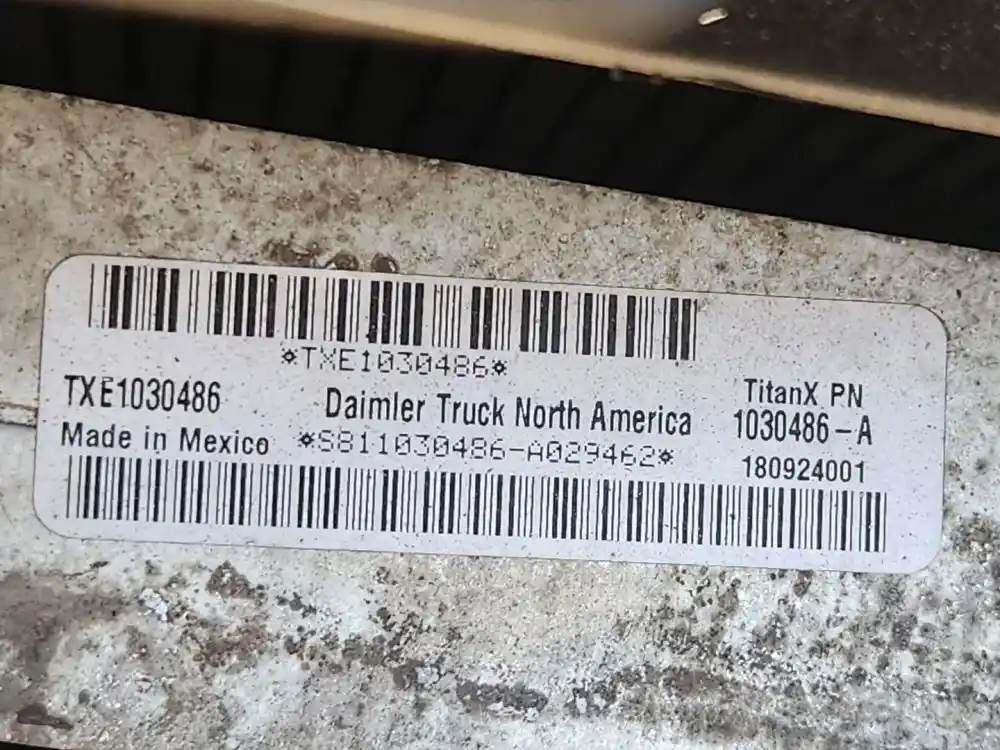 *TXE1030486*
TXE1030486
Daimler Truck North America
TitanX PN
1030486-A
Made in Mexico
*S811030486-A029462*
180924001